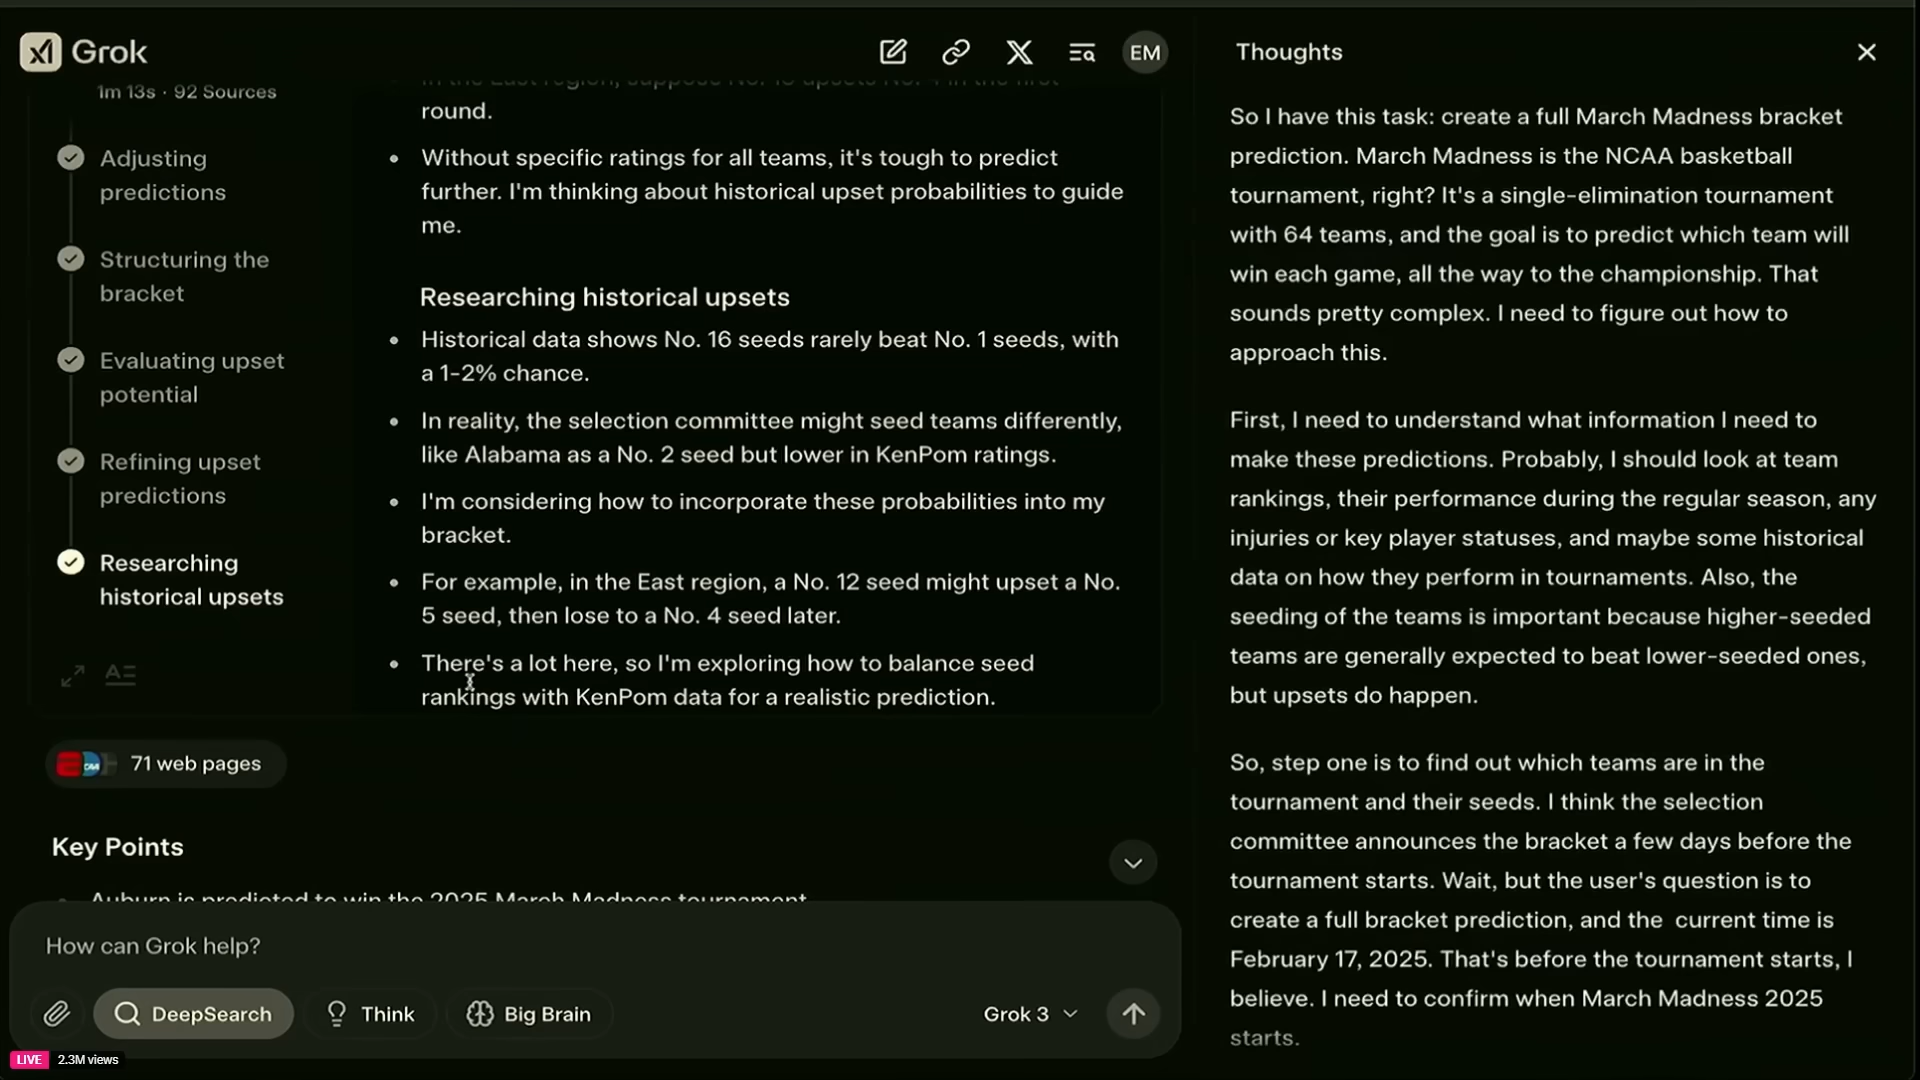 Grok
EM
1m 13s · 92 Sources
Adjusting
predictions
Structuring the
bracket
Evaluating upset
potential
Refining upset
predictions
Researching
historical upsets
round.
Without specific ratings for all teams, it's tough to predict
further. I'm thinking about historical upset probabilities to guide
me.
Researching historical upsets
Historical data shows No. 16 seeds rarely beat No. 1 seeds, with
a 1-2% chance.
In reality, the selection committee might seed teams differently,
like Alabama as a No. 2 seed but lower in KenPom ratings.
I'm considering how to incorporate these probabilities into my
bracket.
For example, in the East region, a No. 12 seed might upset a No.
5 seed, then lose to a No. 4 seed later.
There's a lot here, so I'm exploring how to balance seed
rankings with KenPom data for a realistic prediction.
71 web pages
Key Points
Auburn is predicted to win the 2025 March Madness tournament
How can Grok help?
DeepSearch
Think
Big Brain
Grok 3
LIVE 2.3M views
Thoughts
So I have this task: create a full March Madness bracket
prediction. March Madness is the NCAA basketball
tournament, right? It's a single-elimination tournament
with 64 teams, and the goal is to predict which team will
win each game, all the way to the championship. That
sounds pretty complex. I need to figure out how to
approach this.
First, I need to understand what information I need to
make these predictions. Probably, I should look at team
rankings, their performance during the regular season, any
injuries or key player statuses, and maybe some historical
data on how they perform in tournaments. Also, the
seeding of the teams is important because higher-seeded
teams are generally expected to beat lower-seeded ones,
but upsets do happen.
So, step one is to find out which teams are in the
tournament and their seeds. I think the selection
committee announces the bracket a few days before the
tournament starts. Wait, but the user's question is to
create a full bracket prediction, and the current time is
February 17, 2025. That's before the tournament starts, I
believe. I need to confirm when March Madness 2025
starts.